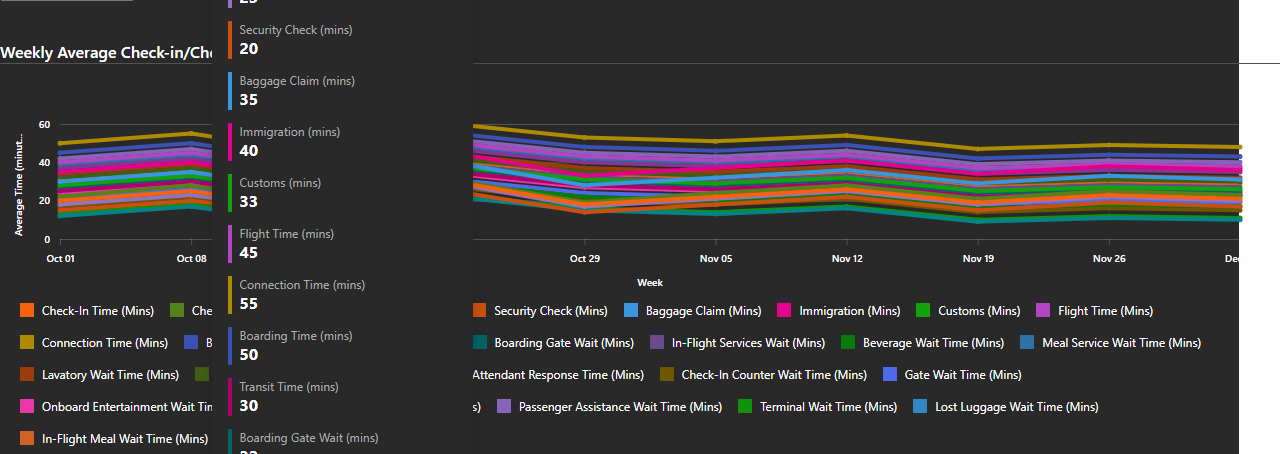 25
Security Check (mins)
20
Weekly Average Check-in/Che
Baggage Claim (mins)
35
Immigration (mins)
40
Customs (mins)
33
Flight Time (mins)
45
Connection Time (mins)
55
Boarding Time (mins)
50
Transit Time (mins)
30
Boarding Gate Wait (mins)
Average Time (minut...
60
40
20
0
Oct 01
Oct 08
Oct 29
Nov 05
Nov 12
Nov 19
Nov 26
De
Week
Check-In Time (Mins)
Che
Security Check (Mins)
Baggage Claim (Mins)
Immigration (Mins)
Customs (Mins)
Flight Time (Mins)
Connection Time (Mins)
B
Boarding Gate Wait (Mins)
In-Flight Services Wait (Mins)
Beverage Wait Time (Mins)
Meal Service Wait Time (Mins)
Lavatory Wait Time (Mins)
Attendant Response Time (Mins)
Check-In Counter Wait Time (Mins)
Gate Wait Time (Mins)
Onboard Entertainment Wait Tin
s)
Passenger Assistance Wait Time (Mins)
Terminal Wait Time (Mins)
Lost Luggage Wait Time (Mins)
In-Flight Meal Wait Time (Mins)